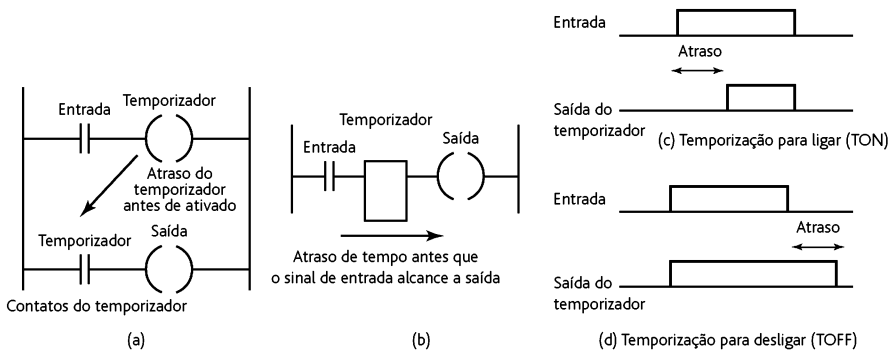 Entrada
Temporizador
Atraso do
temporizador
antes de ativado
Temporizador
Saída
Contatos do temporizador
(a)
Temporizador
Entrada
Saída
Atraso de tempo antes que
o sinal de entrada alcance a saída
(b)
Entrada
Atraso
Saída do
temporizador
(c) Temporização para ligar (TON)
Entrada
Atraso
Saída do
temporizador
(d) Temporização para desligar (TOFF)